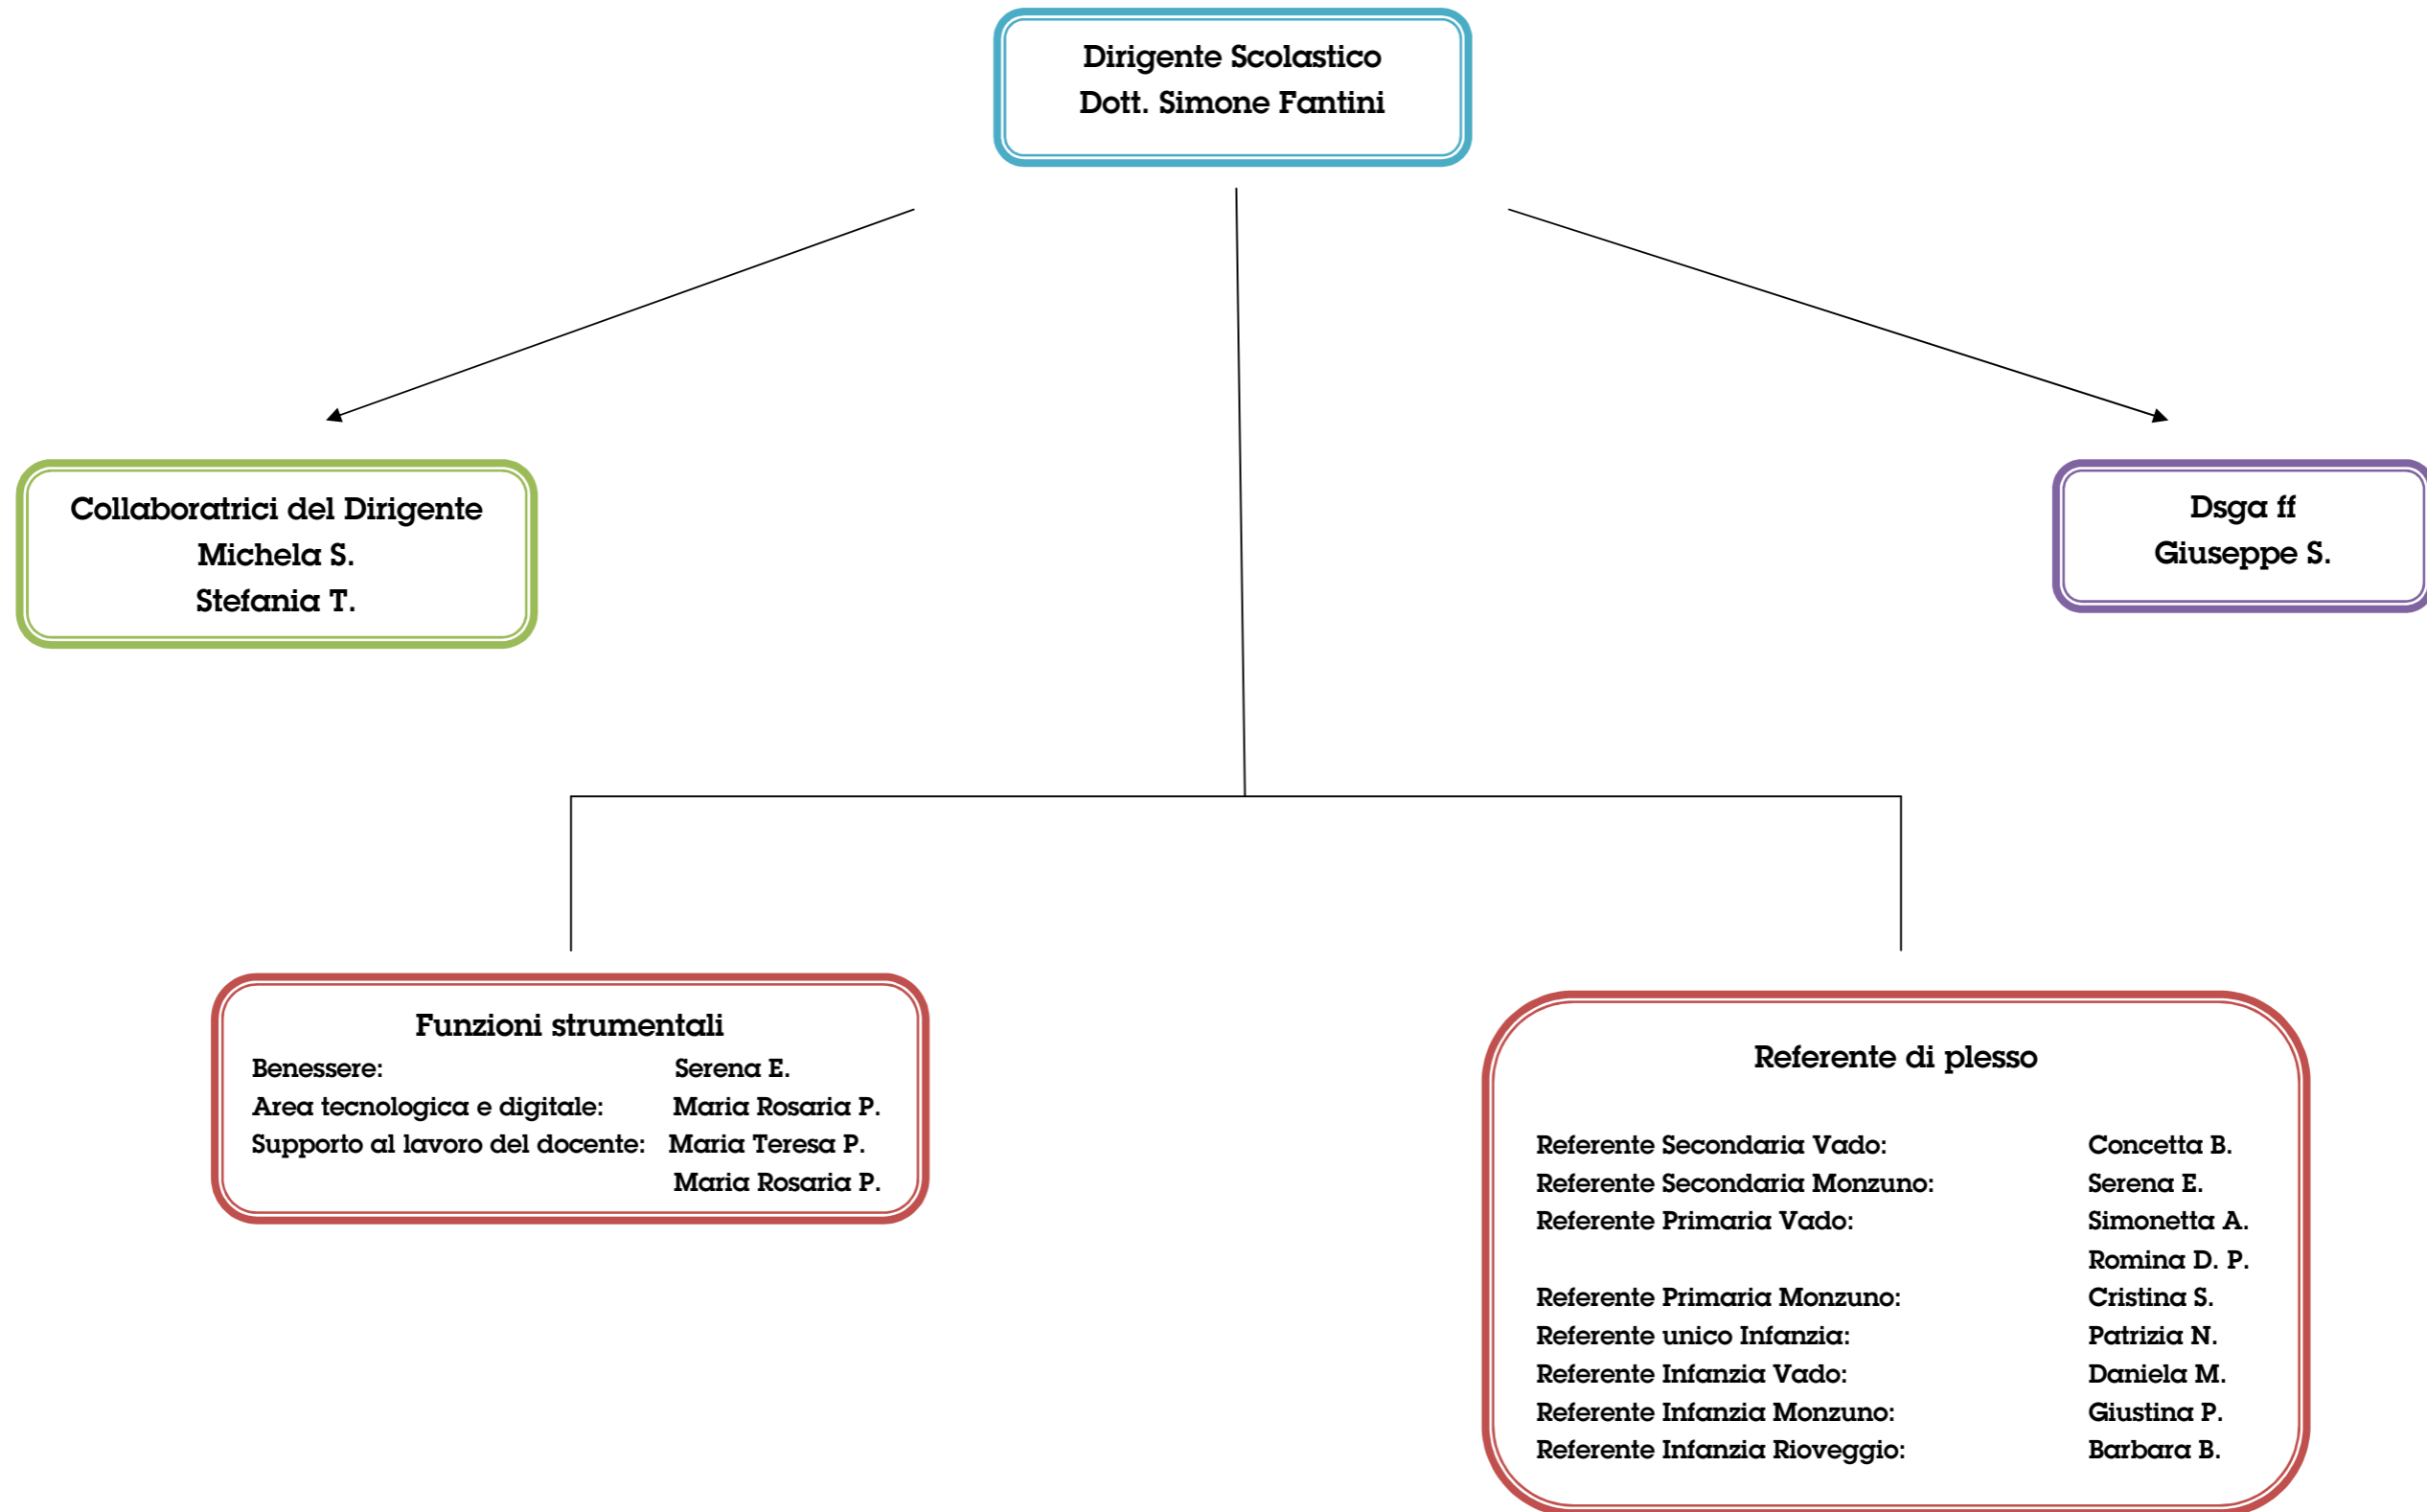 Dirigente Scolastico
Dott. Simone Fantini
Collaboratrici del Dirigente
Michela S.
Stefania T.
Dsga ff
Giuseppe S.
Funzioni strumentali
Benessere: Serena E.
Area tecnologica e digitale: Maria Rosaria P.
Supporto al lavoro del docente: Maria Teresa P.
Maria Rosaria P.
Referente di plesso
Referente Secondaria Vado: Concetta B.
Referente Secondaria Monzuno: Serena E.
Referente Primaria Vado: Simonetta A.
Romina D. P.
Referente Primaria Monzuno: Cristina S.
Referente unico Infanzia: Patrizia N.
Referente Infanzia Vado: Daniela M.
Referente Infanzia Monzuno: Giustina P.
Referente Infanzia Rioveggio: Barbara B.